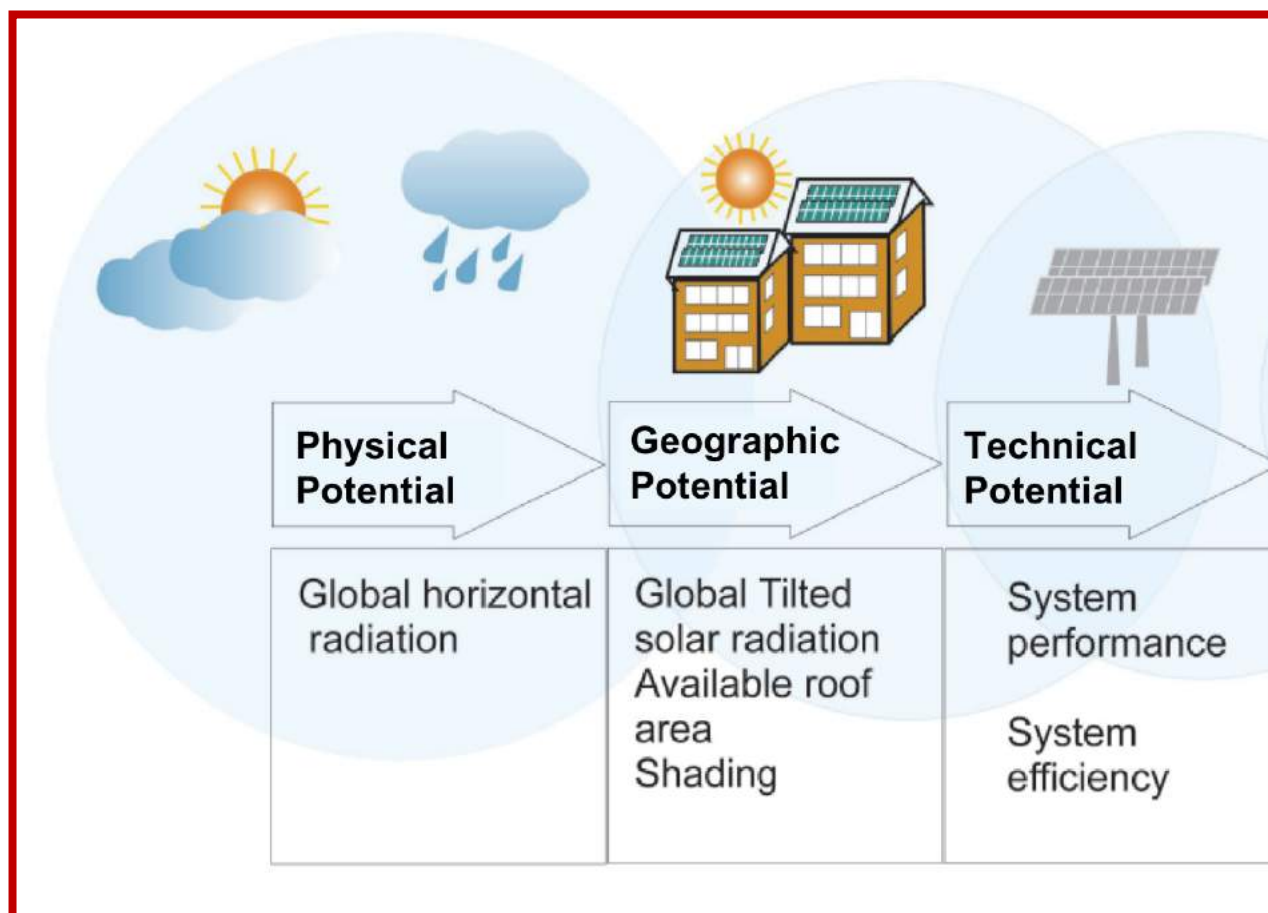 Physical
Potential
Geographic
Potential
Technical
Potential
Global horizontal
radiation
Global Tilted
solar radiation
Available roof
area
Shading
System
performance
System
efficiency